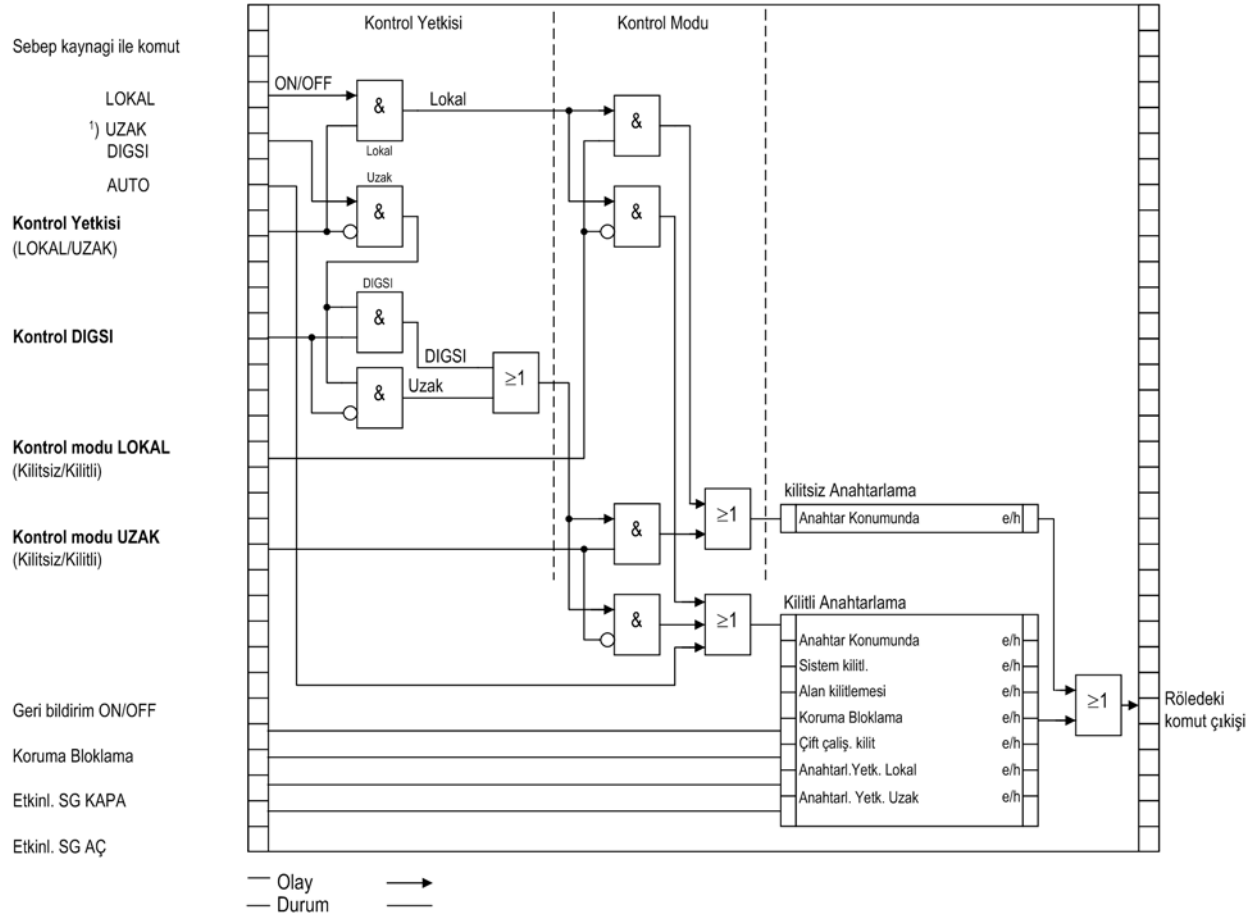 Kontrol Yetkisi
Kontrol Modu
Sebep kaynagi ile komut
ON/OFF
LOKAL
&
Lokal
&
¹) UZAK
DIGSI
Lokal
Uzak
AUTO
&
&
Kontrol Yetkisi
(LOKAL/UZAK)
DIGSI
&
Kontrol DIGSI
DIGSI
≥1
Uzak
&
Kontrol modu LOKAL
(Kilitsiz/Kilitli)
kilitsiz Anahtarlama
Anahtar Konumunda e/h
&
≥1
Kontrol modu UZAK
(Kilitsiz/Kilitli)
Kilitli Anahtarlama
&
≥1
Anahtar Konumunda e/h
Sistem kilitl. e/h
Alan kilitlemesi e/h
Koruma Bloklama e/h
Çift çaliş. kilit e/h
Anahtarl.Yetk. Lokal e/h
Anahtarl. Yetk. Uzak e/h
≥1
Röledeki
komut çıkişi
Geri bildirim ON/OFF
Koruma Bloklama
Etkinl. SG KAPA
Etkinl. SG AÇ
Olay
Durum